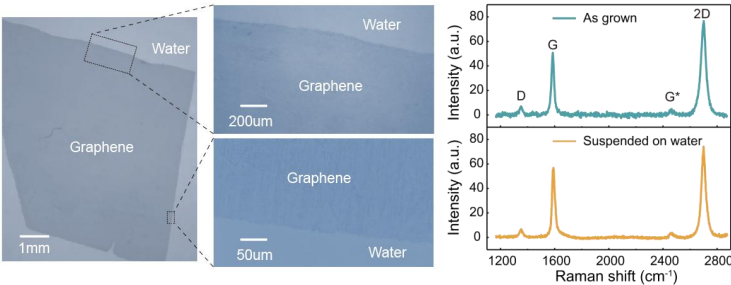 Water
Graphene
1mm
Water
Graphene
200um
Graphene
50um
Water
Intensity (a.u.)
80
60
40
20
0
As grown
D
G
G*
2D
Intensity (a.u.)
80
60
40
20
0
Suspended on water
1200
1600
2000
2400
2800
Raman shift (cm⁻¹)